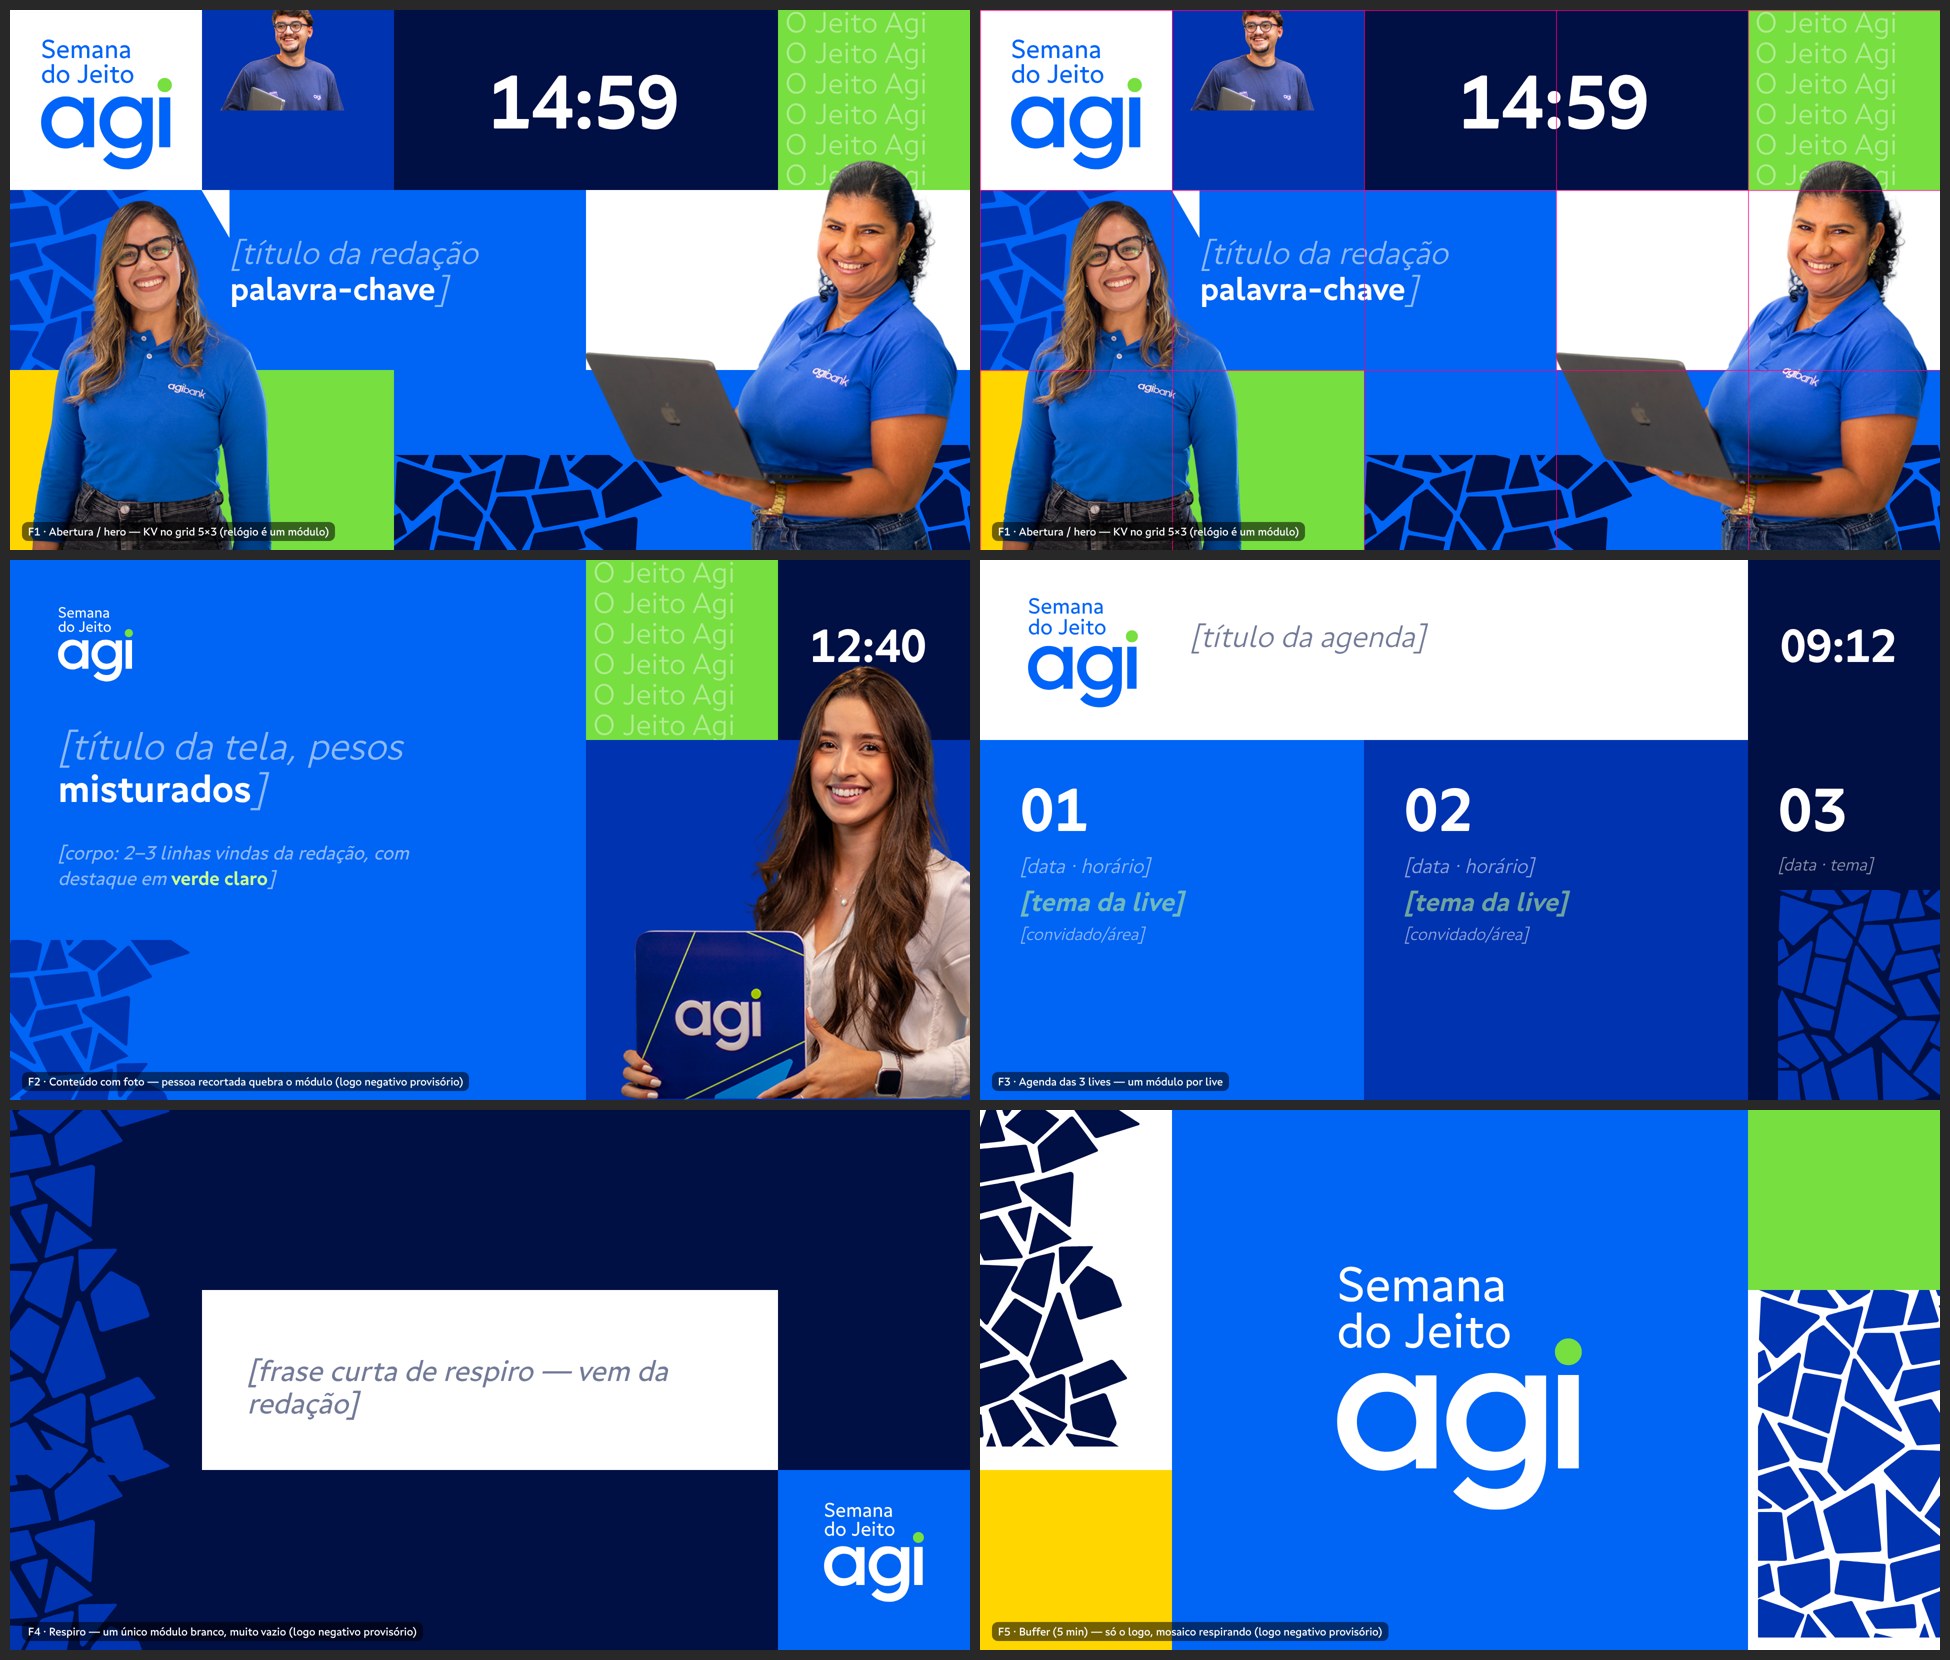 Semana
do Jeito
agi
14:59
O Jeito Agi
O Jeito Agi
O Jeito Agi
O Jeito Agi
O Jeito Agi
O Jeito Agi
[título da redação
palavra-chave]
agibank
agibank
F1 · Abertura / hero — KV no grid 5×3 (relógio é um módulo)
Semana
do Jeito
agi
14:59
O Jeito Agi
O Jeito Agi
O Jeito Agi
O Jeito Agi
O Jeito Agi
O Jeito Agi
[título da redação
palavra-chave]
agibank
agibank
F1 · Abertura / hero — KV no grid 5×3 (relógio é um módulo)
Semana
do Jeito
agi
O Jeito Agi
O Jeito Agi
O Jeito Agi
O Jeito Agi
O Jeito Agi
O Jeito Agi
12:40
[título da tela, pesos
misturados]
[corpo: 2–3 linhas vindas da redação, com
destaque em verde claro]
agi
F2 · Conteúdo com foto — pessoa recortada quebra o módulo (logo negativo provisório)
Semana
do Jeito
agi
[título da agenda]
09:12
01
[data · horário]
[tema da live]
[convidado/área]
02
[data · horário]
[tema da live]
[convidado/área]
03
[data · tema]
F3 · Agenda das 3 lives — um módulo por live
[frase curta de respiro — vem da
redação]
Semana
do Jeito
agi
F4 · Respiro — um único módulo branco, muito vazio (logo negativo provisório)
Semana
do Jeito
agi
F5 · Buffer (5 min) — só o logo, mosaico respirando (logo negativo provisório)